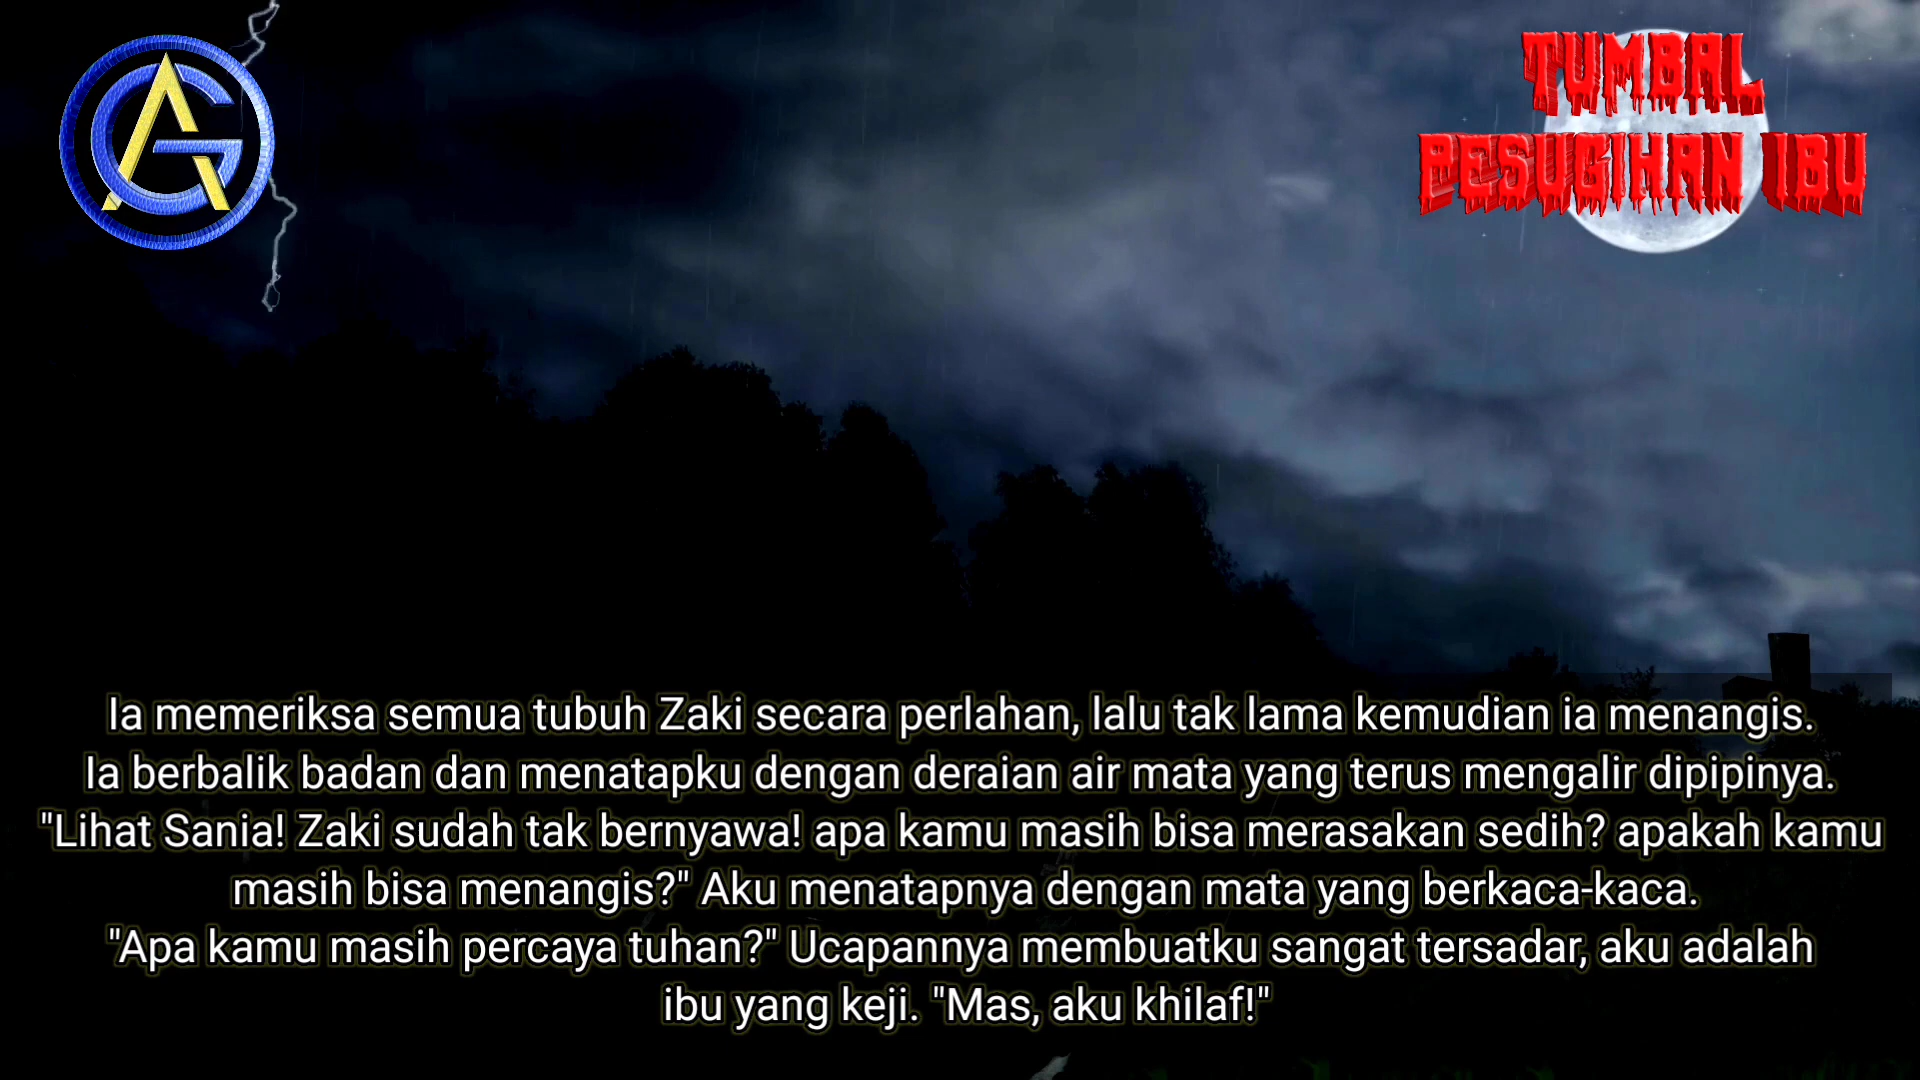 TUMBAL
PESUGIHAN IBU
Ia memeriksa semua tubuh Zaki secara perlahan, lalu tak lama kemudian ia menangis.
Ia berbalik badan dan menatapku dengan deraian air mata yang terus mengalir dipipinya.
"Lihat Sania! Zaki sudah tak bernyawa! apa kamu masih bisa merasakan sedih? apakah kamu
masih bisa menangis?" Aku menatapnya dengan mata yang berkaca-kaca.
"Apa kamu masih percaya tuhan?" Ucapannya membuatku sangat tersadar, aku adalah
ibu yang keji. "Mas, aku khilaf!"